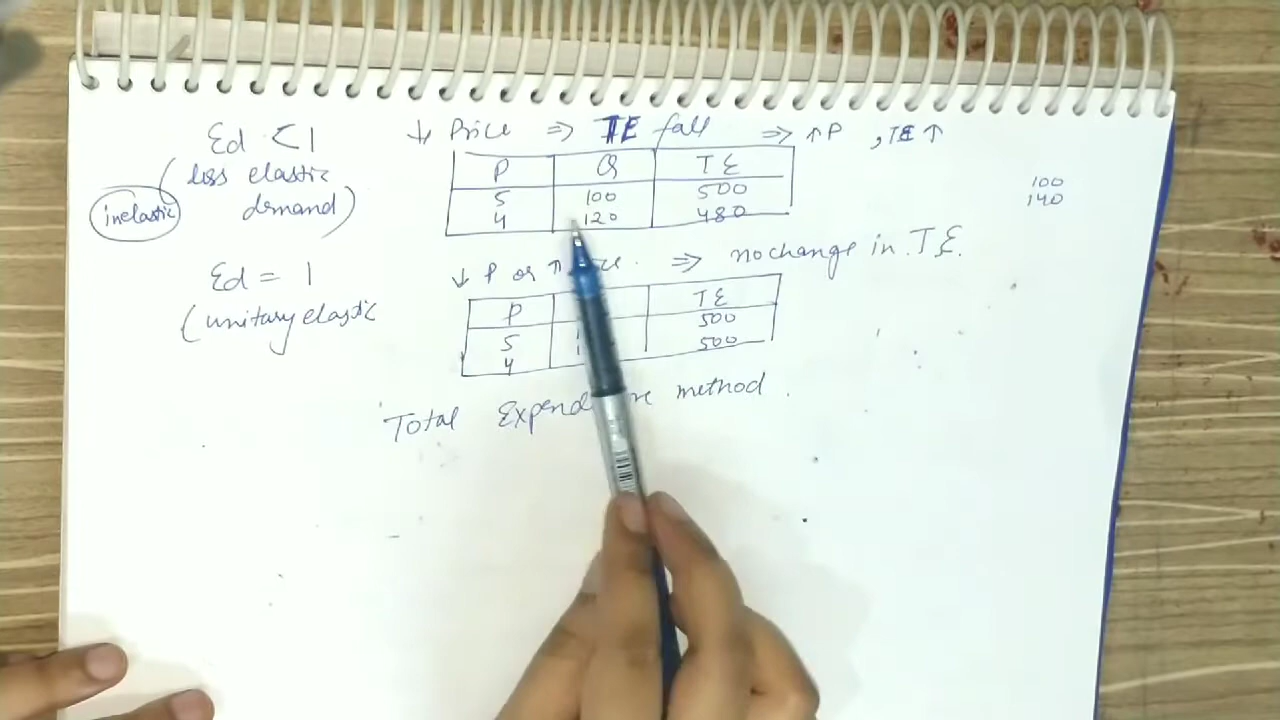 Ed < 1 ↓ Price ⇒ TE fall ⇒ ↑P , TE ↑
(less elastic demand)
inelastic
P Q TE
5 100 500
4 120 480
100
140
Ed = 1 ↓ P or ⇒ no change in TE.
(unitary elastic
P TE
5 500
4 500
Total method.